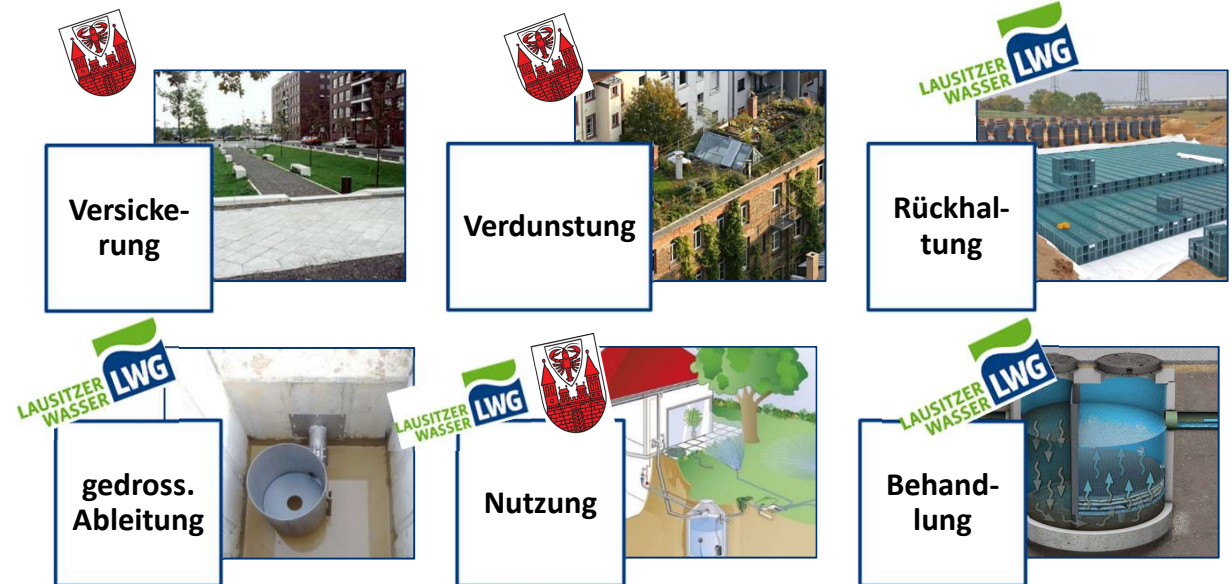 LAUSITZER
WASSER
LWG
Versicke-
rung
Verdunstung
Rückhal-
tung
LAUSITZER
WASSER
LWG
LAUSITZER
WASSER
LWG
LAUSITZER
WASSER
LWG
gedross.
Ableitung
Nutzung
Behand-
lung